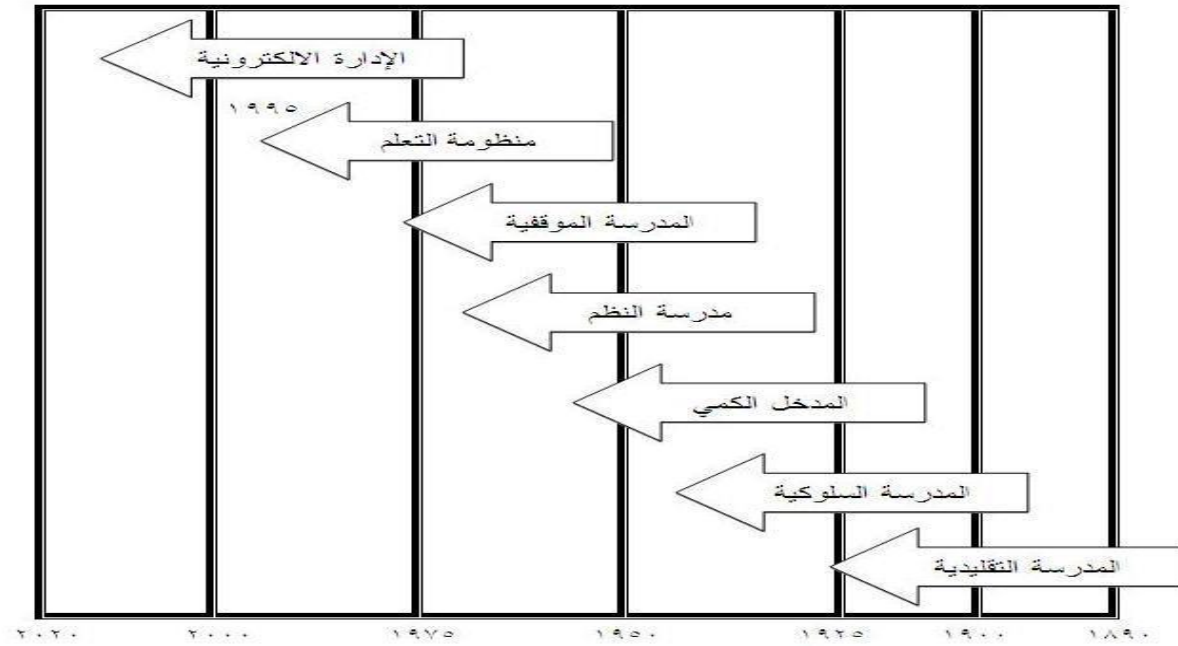 الإدارة الالكترونية
١٩٩٥
منظومة التعلم
المدرسة الموقفية
مدرسة النظم
المدخل الكمي
المدرسة السلوكية
المدرسة التقليدية
١٨٩٠ ١٩٠٠ ١٩٢٥ ١٩٥٠ ١٩٧٥ ٢٠٠٠ ٢٠٢٠